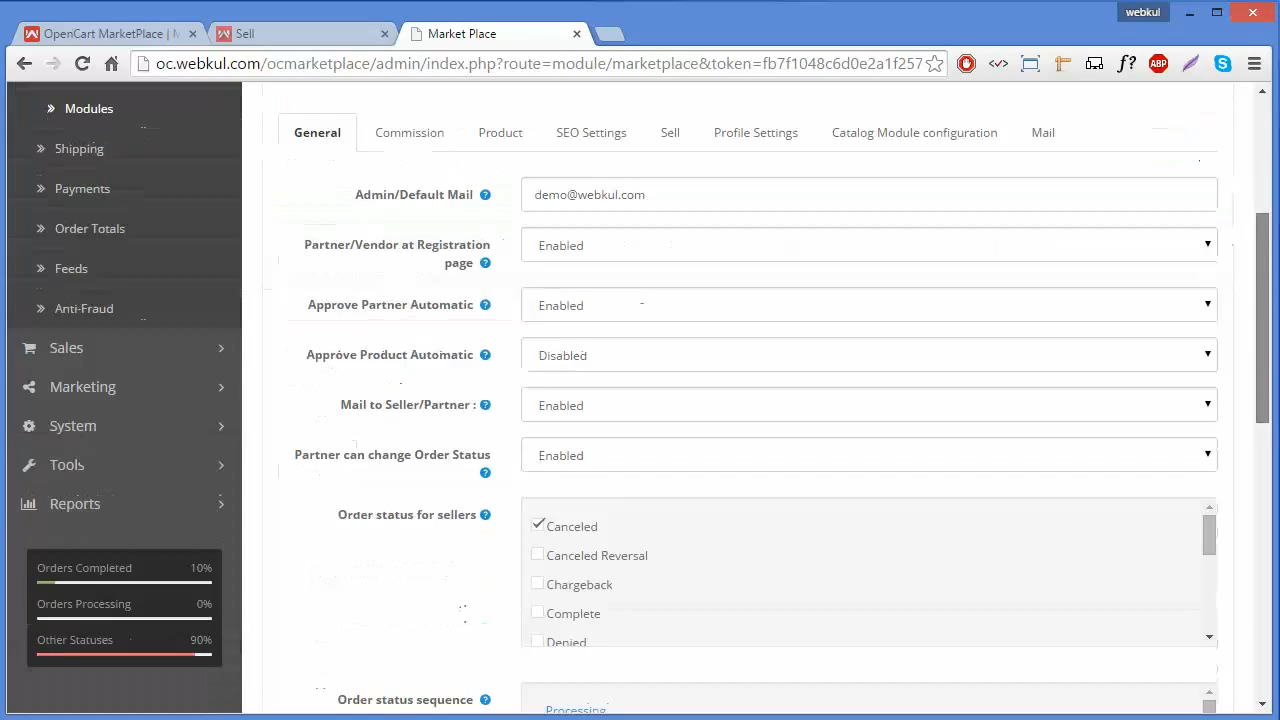 webkul
OpenCart MarketPlace | M
Sell
Market Place
oc.webkul.com/ocmarketplace/admin/index.php?route=module/marketplace&token=fb7f1048c6d0e2a1f257
f?
ABP
Modules
Shipping
Payments
Order Totals
Feeds
Anti-Fraud
Sales
Marketing
System
Tools
Reports
Orders Completed 10%
Orders Processing 0%
Other Statuses 90%
General Commission Product SEO Settings Sell Profile Settings Catalog Module configuration Mail
Admin/Default Mail ? demo@webkul.com
Partner/Vendor at Registration
page ? Enabled
Approve Partner Automatic ? Enabled
Approve Product Automatic ? Disabled
Mail to Seller/Partner : ? Enabled
Partner can change Order Status
? Enabled
Order status for sellers ?
Canceled
Canceled Reversal
Chargeback
Complete
Denied
Order status sequence ?
Processing